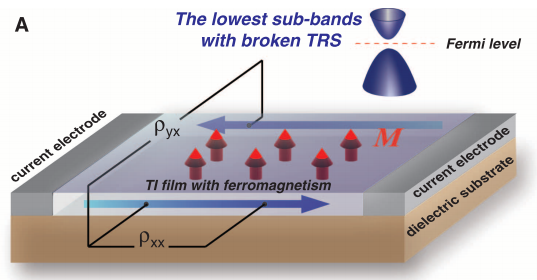 A
The lowest sub-bands
with broken TRS
Fermi level
current electrode
ρyx
M
TI film with ferromagnetism
current electrode
dielectric substrate
ρxx